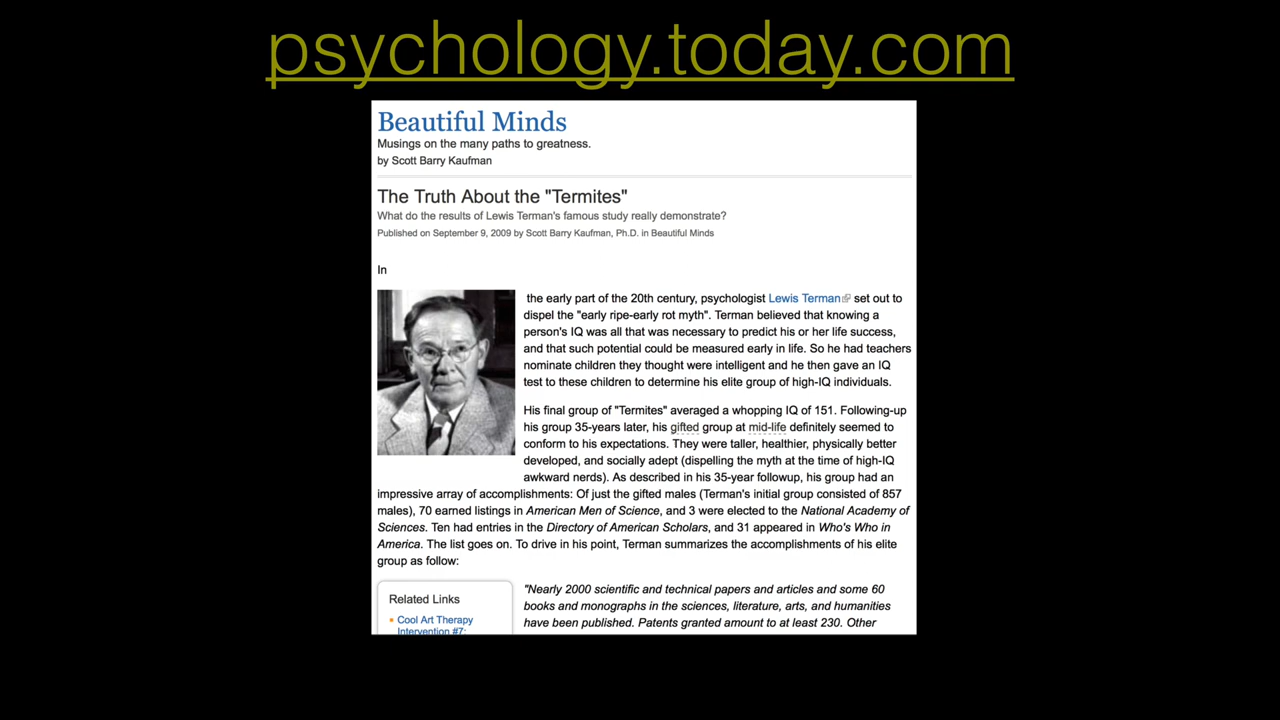 psychology.today.com
Beautiful Minds
Musings on the many paths to greatness.
by Scott Barry Kaufman
The Truth About the "Termites"
What do the results of Lewis Terman's famous study really demonstrate?
Published on September 9, 2009 by Scott Barry Kaufman, Ph.D. in Beautiful Minds
In
the early part of the 20th century, psychologist Lewis Terman set out to
dispel the "early ripe-early rot myth". Terman believed that knowing a
person's IQ was all that was necessary to predict his or her life success,
and that such potential could be measured early in life. So he had teachers
nominate children they thought were intelligent and he then gave an IQ
test to these children to determine his elite group of high-IQ individuals.
His final group of "Termites" averaged a whopping IQ of 151. Following-up
his group 35-years later, his gifted group at mid-life definitely seemed to
conform to his expectations. They were taller, healthier, physically better
developed, and socially adept (dispelling the myth at the time of high-IQ
awkward nerds). As described in his 35-year followup, his group had an
impressive array of accomplishments: Of just the gifted males (Terman's initial group consisted of 857
males), 70 earned listings in American Men of Science, and 3 were elected to the National Academy of
Sciences. Ten had entries in the Directory of American Scholars, and 31 appeared in Who's Who in
America. The list goes on. To drive in his point, Terman summarizes the accomplishments of his elite
group as follow:
"Nearly 2000 scientific and technical papers and articles and some 60
books and monographs in the sciences, literature, arts, and humanities
have been published. Patents granted amount to at least 230. Other
Related Links
Cool Art Therapy
Intervention #7: